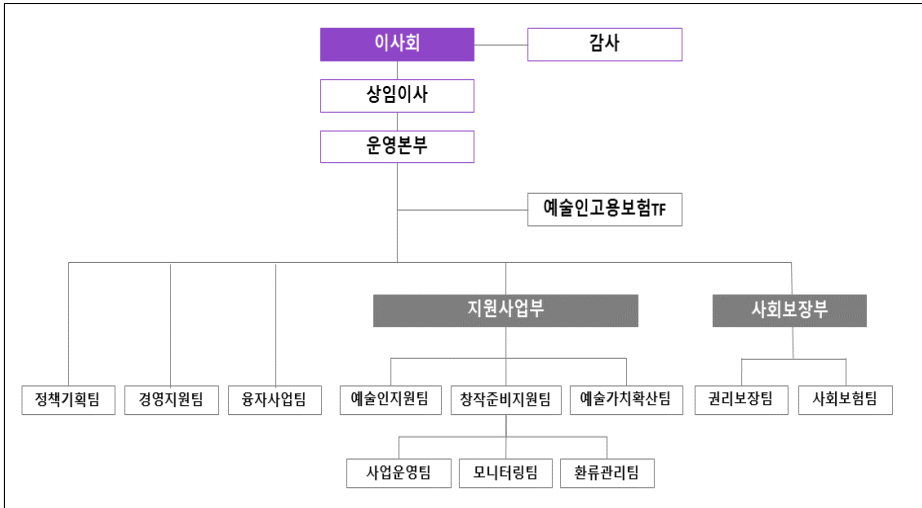 이사회
감사
상임이사
운영본부
예술인고용보험TF
지원사업부
사회보장부
정책기획팀
경영지원팀
융자사업팀
예술인지원팀
창작준비지원팀
예술가치확산팀
권리보장팀
사회보험팀
사업운영팀
모니터링팀
환류관리팀